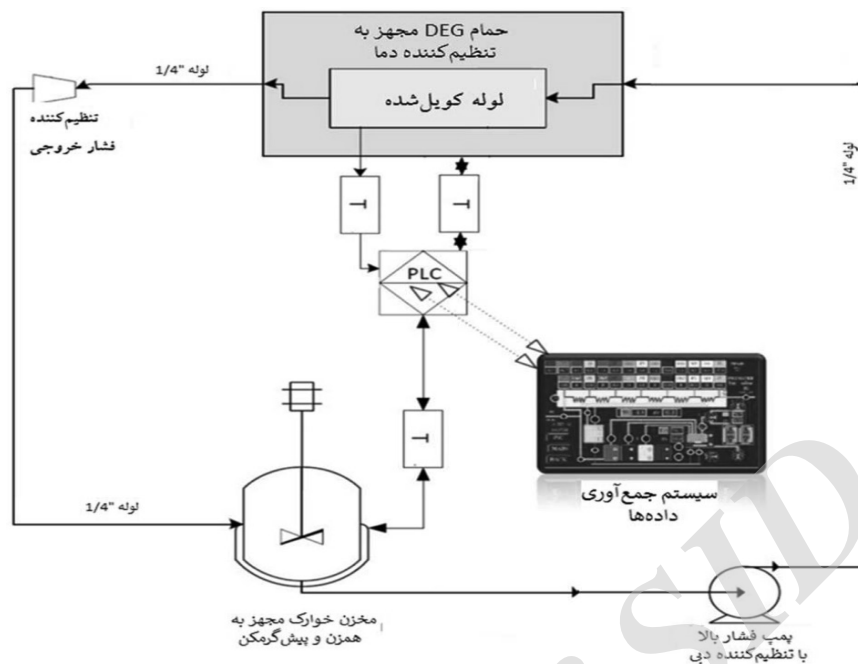 حمام DEG مجهز به
تنظیم‌کننده دما
لوله کویل‌شده
لوله "1/4
تنظیم‌کننده
فشار خروجی
لوله "1/4
T
T
PLC
T
سیستم جمع‌آوری
داده‌ها
لوله "1/4
مخزن خوارک مجهز به
همزن و پیش‌گرمکن
پمپ فشار بالا
با تنظیم‌کننده دبی
SID